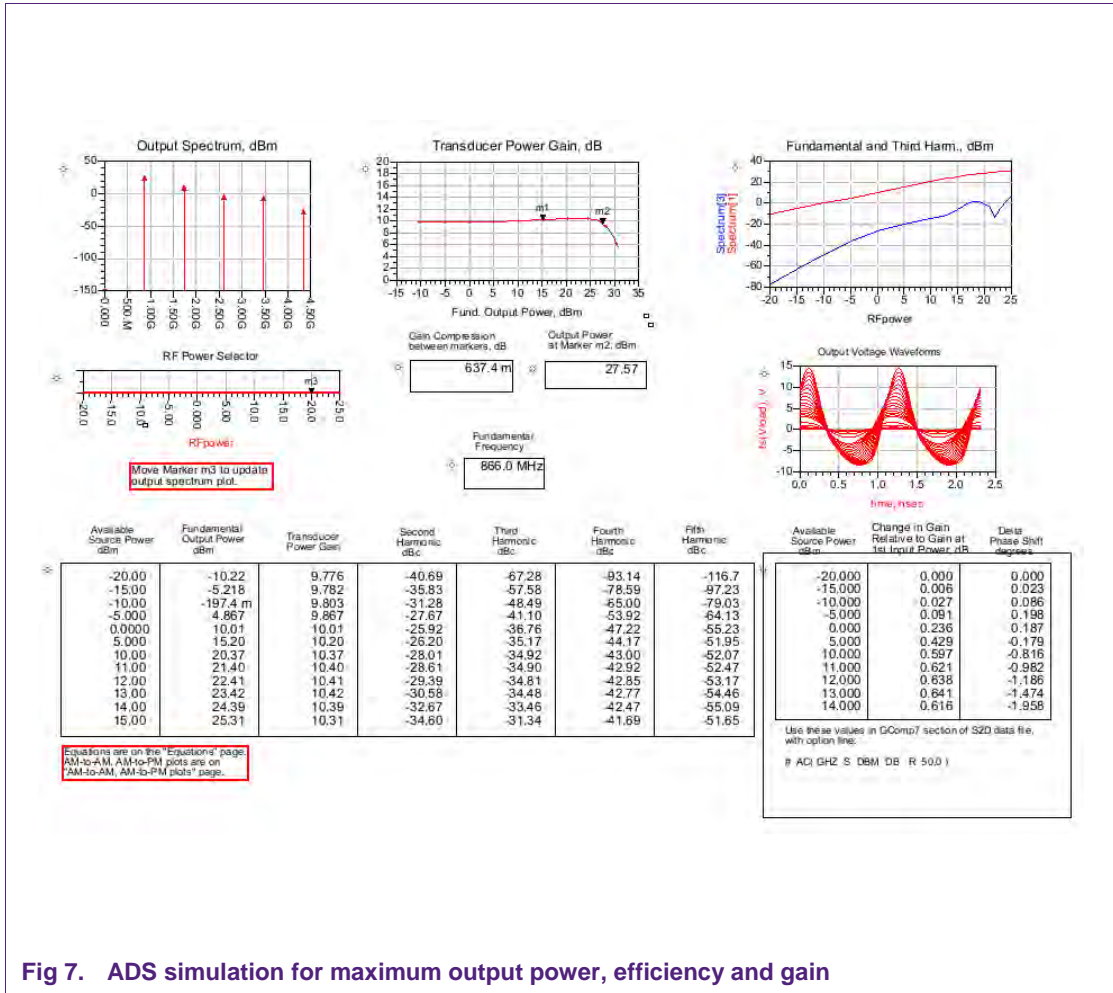 Output Spectrum, dBm
50
0
-50
-100
-150
0.000
500.M
1.00G
1.50G
2.00G
2.50G
3.00G
3.50G
4.00G
4.50G
Transducer Power Gain, dB
20
18
16
14
12
10
8
6
4
2
0
m1
m2
-15 -10 -5 0 5 10 15 20 25 30 35
Fund. Output Power, dBm
Fundamental and Third Harm., dBm
Spectrum[3]
Spectrum[1]
40
20
0
-20
-40
-60
-80
-20 -15 -10 -5 0 5 10 15 20 25
RFpower
RF Power Selector
m3
-20.0
-15.0
-10.0
-5.00
0.000
5.00
10.0
15.0
20.0
25.0
RFpower
Move Marker m3 to update
output spectrum plot.
Gain Compression
between markers, dB
637.4 m
Output Power
at Marker m2, dBm
27.57
Fundamental
Frequency
866.0 MHz
Output Voltage Waveforms
ts(Vload), V
15
10
5
0
-5
-10
0.0 0.5 1.0 1.5 2.0 2.5
time, nsec
Available Source Power dBm Fundamental Output Power dBm Transducer Power Gain Second Harmonic dBc Third Harmonic dBc Fourth Harmonic dBc Fifth Harmonic dBc
-20.00 -10.22 9.776 -40.69 -67.28 -93.14 -116.7
-15.00 -5.218 9.782 -35.83 -57.58 -78.59 -97.23
-10.00 -197.4 m 9.803 -31.28 -48.49 -65.00 -79.03
-5.000 4.867 9.867 -27.67 -41.10 -53.92 -64.13
0.0000 10.01 10.01 -25.92 -36.76 -47.22 -55.23
5.000 15.20 10.20 -26.20 -35.17 -44.17 -51.95
10.00 20.37 10.37 -28.01 -34.92 -43.00 -52.07
11.00 21.40 10.40 -28.61 -34.90 -42.92 -52.47
12.00 22.41 10.41 -29.39 -34.81 -42.85 -53.17
13.00 23.42 10.42 -30.58 -34.48 -42.77 -54.46
14.00 24.39 10.39 -32.67 -33.46 -42.47 -55.09
15.00 25.31 10.31 -34.60 -31.34 -41.69 -51.65
Equations are on the "Equations" page.
AM-to-AM, AM-to-PM plots are on
"AM-to-AM, AM-to-PM plots" page.
Available Source Power dBm Change in Gain Relative to Gain at 1st Input Power, dB Delta Phase Shift degrees
-20.000 0.000 0.000
-15.000 0.006 0.023
-10.000 0.027 0.086
-5.000 0.091 0.198
0.000 0.236 0.187
5.000 0.429 -0.179
10.000 0.597 -0.816
11.000 0.621 -0.982
12.000 0.638 -1.186
13.000 0.641 -1.474
14.000 0.616 -1.958
Use these values in GComp7 section of S2D data file,
with option line:
# AC( GHZ S DBM DB R 50.0 )
Fig 7. ADS simulation for maximum output power, efficiency and gain